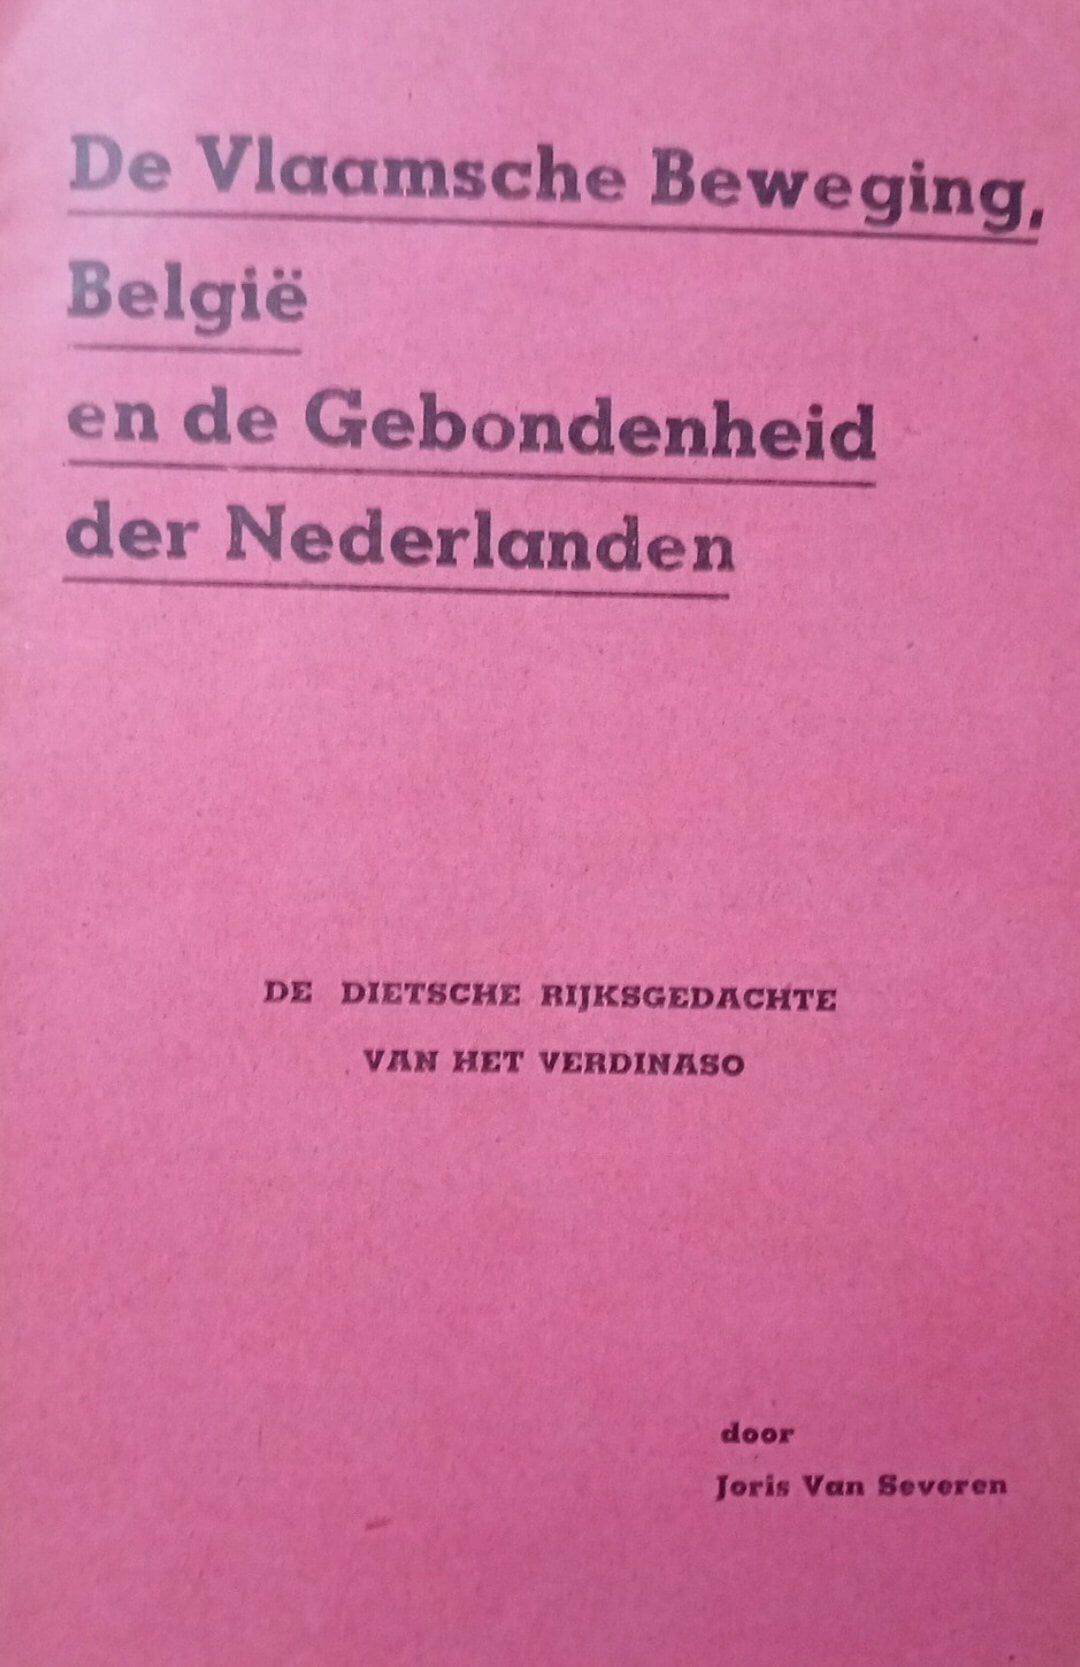 De Vlaamsche Beweging,
België
en de Gebondenheid
der Nederlanden
DE DIETSCHE RIJKSGEDACHTE
VAN HET VERDINASO
door
Joris Van Severen